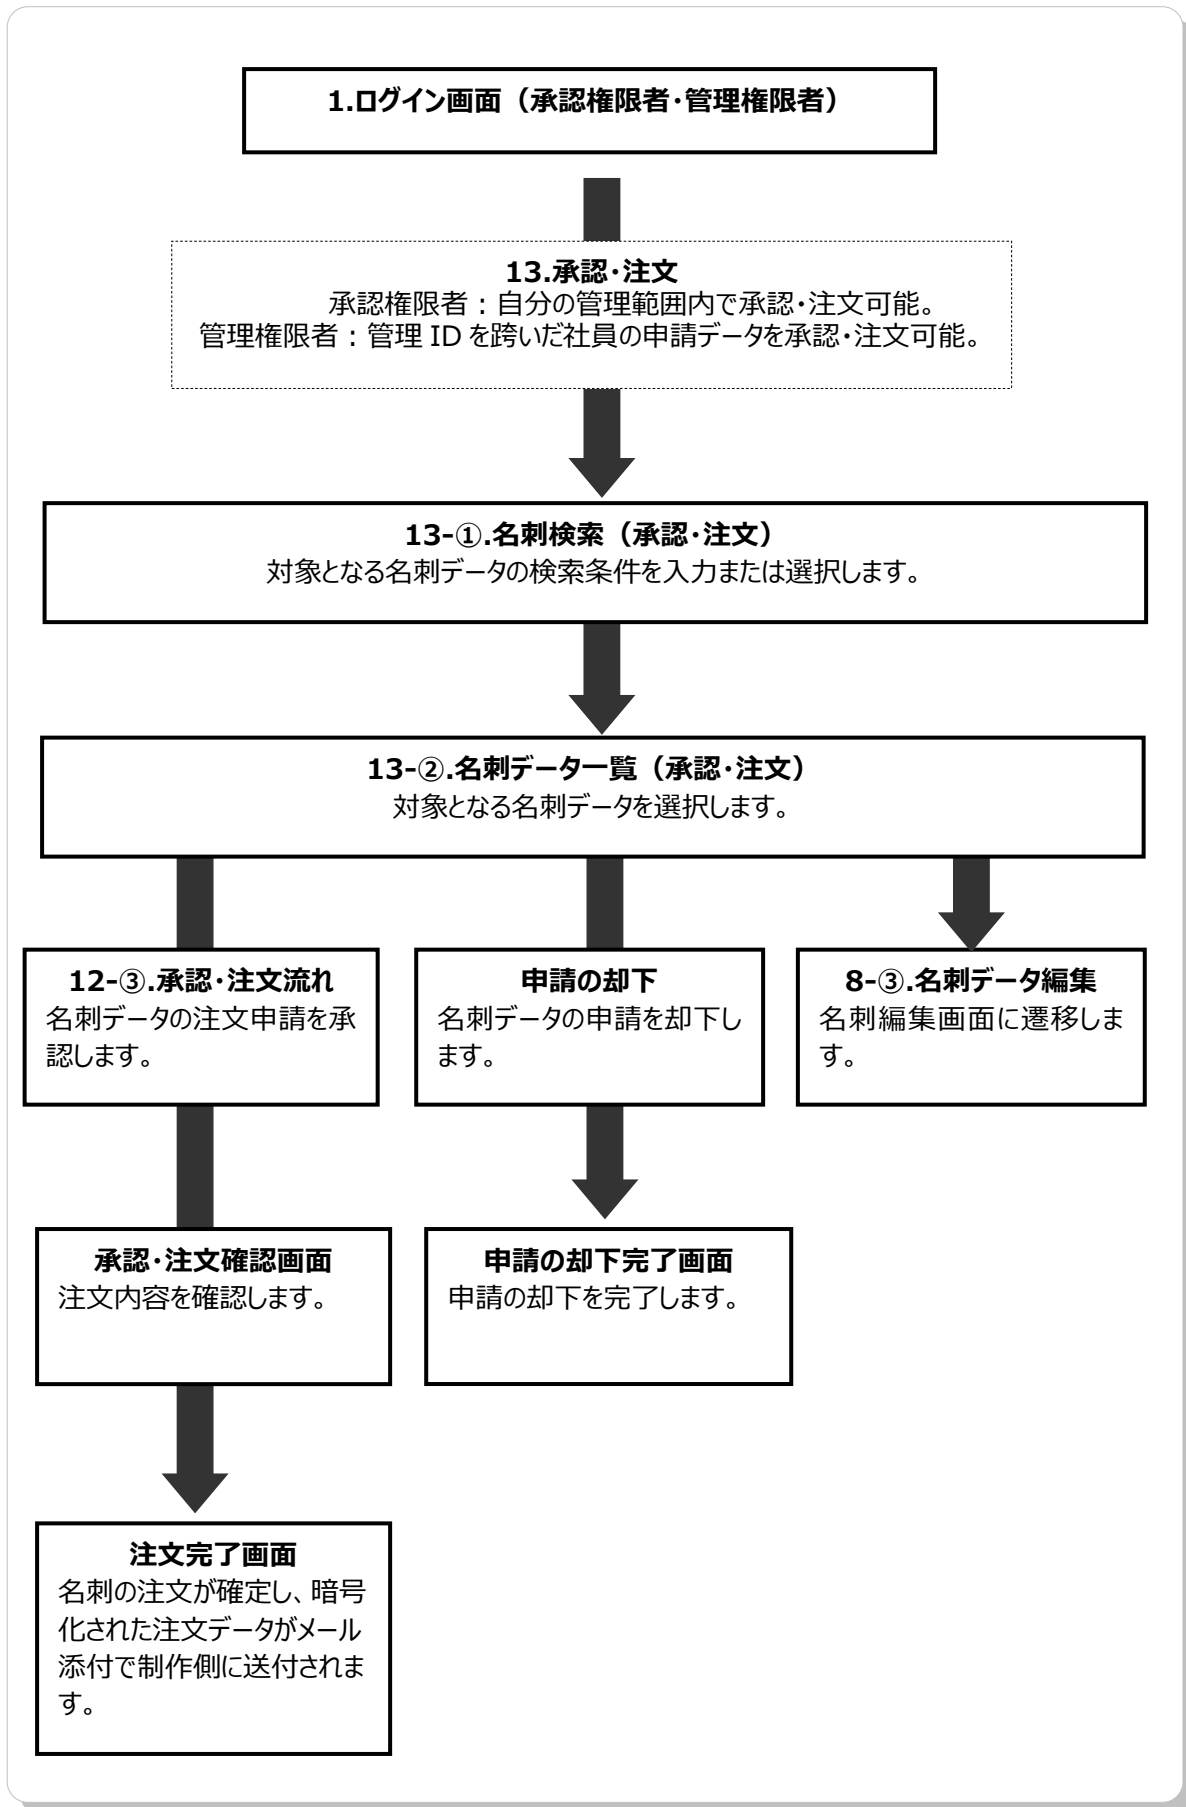 1.ログイン画面（承認権限者・管理権限者）
13.承認・注文
承認権限者：自分の管理範囲内で承認・注文可能。
管理権限者：管理 ID を跨いだ社員の申請データを承認・注文可能。
13-①.名刺検索（承認・注文）
対象となる名刺データの検索条件を入力または選択します。
13-②.名刺データ一覧（承認・注文）
対象となる名刺データを選択します。
12-③.承認・注文流れ
名刺データの注文申請を承
認します。
申請の却下
名刺データの申請を却下し
ます。
8-③.名刺データ編集
名刺編集画面に遷移しま
す。
承認・注文確認画面
注文内容を確認します。
申請の却下完了画面
申請の却下を完了します。
注文完了画面
名刺の注文が確定し、暗号
化された注文データがメール
添付で制作側に送付されま
す。